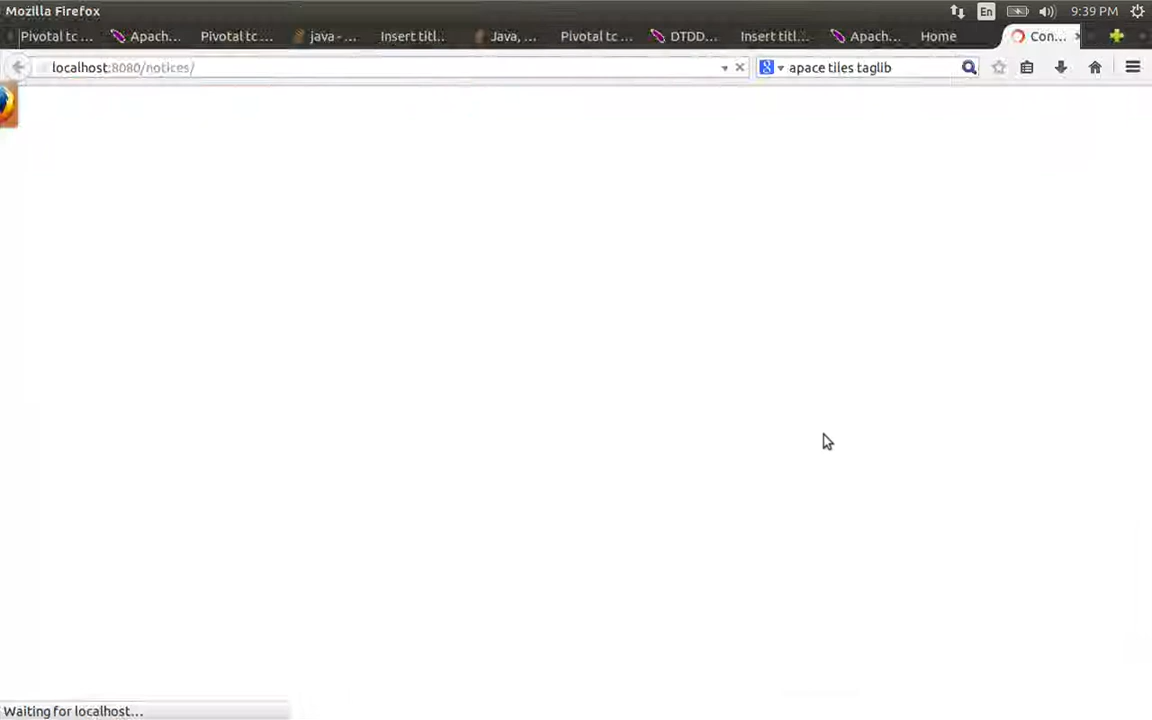 Mozilla Firefox
En
9:39 PM
Pivotal tc ...
Apach...
Pivotal tc ...
java - ...
Insert titl...
Java, ...
Pivotal tc ...
DTDD...
Insert titl...
Apach...
Home
Con...
localhost:8080/notices/
apace tiles taglib
Waiting for localhost...